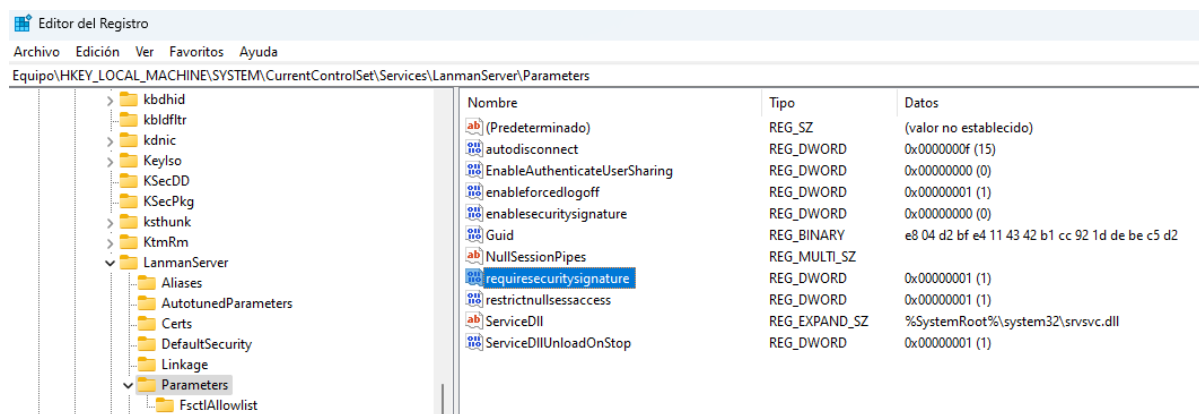 Editor del Registro
Archivo Edición Ver Favoritos Ayuda
Equipo\HKEY_LOCAL_MACHINE\SYSTEM\CurrentControlSet\Services\LanmanServer\Parameters
kbdhid
kbldfltr
kdnic
KeyIso
KSecDD
KSecPkg
ksthunk
KtmRm
LanmanServer
Aliases
AutotunedParameters
Certs
DefaultSecurity
Linkage
Parameters
FsctlAllowlist
Nombre Tipo Datos
(Predeterminado) REG_SZ (valor no establecido)
autodisconnect REG_DWORD 0x0000000f (15)
EnableAuthenticateUserSharing REG_DWORD 0x00000000 (0)
enableforcedlogoff REG_DWORD 0x00000001 (1)
enablesecuritysignature REG_DWORD 0x00000000 (0)
Guid REG_BINARY e8 04 d2 bf e4 11 43 42 b1 cc 92 1d de be c5 d2
NullSessionPipes REG_MULTI_SZ
requiresecuritysignature REG_DWORD 0x00000001 (1)
restrictnullsessaccess REG_DWORD 0x00000001 (1)
ServiceDll REG_EXPAND_SZ %SystemRoot%\system32\srvsvc.dll
ServiceDllUnloadOnStop REG_DWORD 0x00000001 (1)